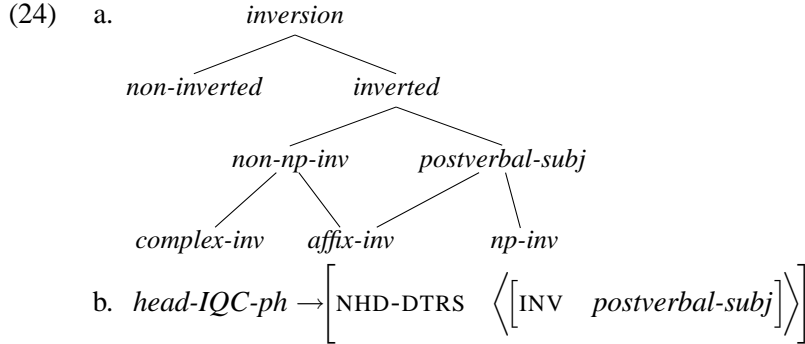 (24) a. inversion
non-inverted inverted
non-np-inv postverbal-subj
complex-inv affix-inv np-inv
b. head-IQC-ph → [NHD-DTRS ⟨[INV postverbal-subj]⟩]